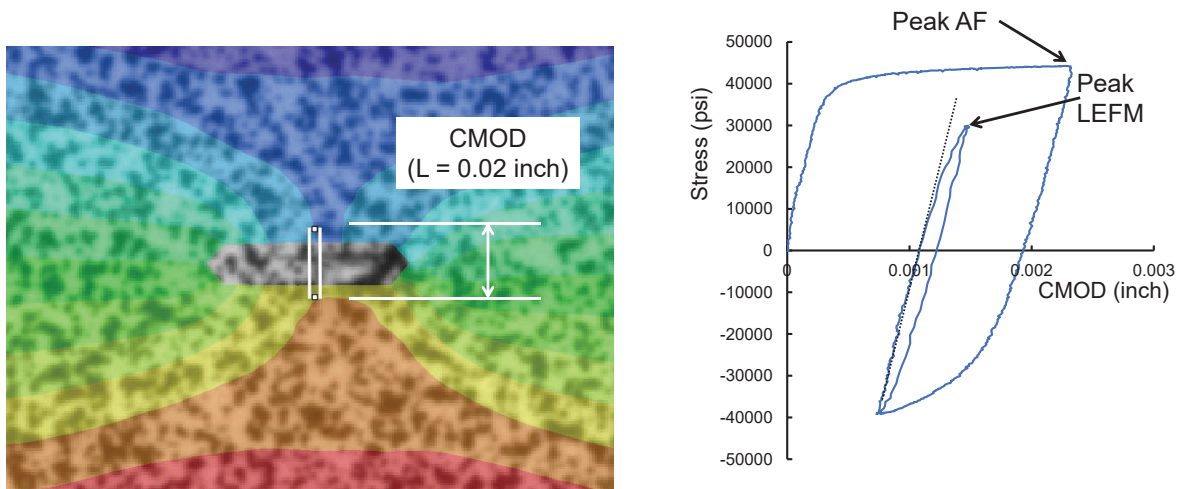 CMOD
(L = 0.02 inch)
Peak AF
Peak
LEFM
Stress (psi)
50000
40000
30000
20000
10000
0
-10000
-20000
-30000
-40000
-50000
0
0.001
0.002
0.003
CMOD (inch)